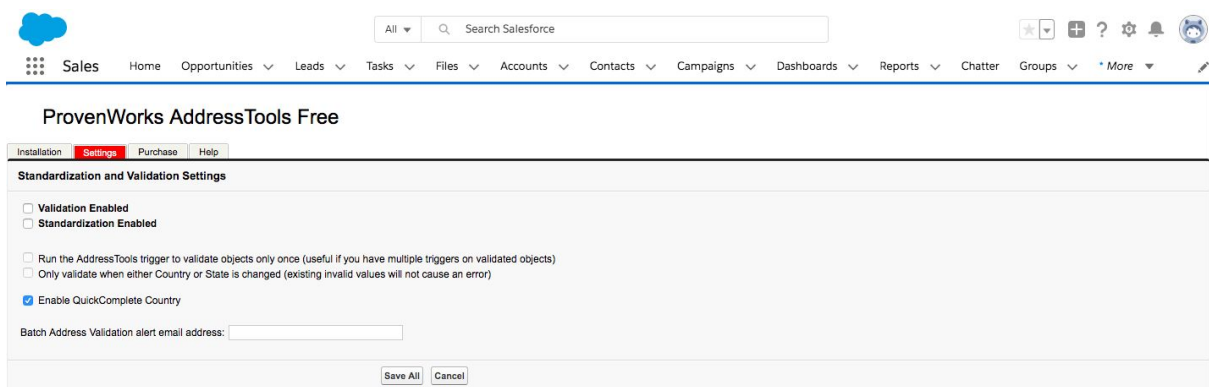 All Search Salesforce
Sales Home Opportunities Leads Tasks Files Accounts Contacts Campaigns Dashboards Reports Chatter Groups * More
ProvenWorks AddressTools Free
Installation Settings Purchase Help
Standardization and Validation Settings
Validation Enabled
Standardization Enabled
Run the AddressTools trigger to validate objects only once (useful if you have multiple triggers on validated objects)
Only validate when either Country or State is changed (existing invalid values will not cause an error)
Enable QuickComplete Country
Batch Address Validation alert email address:
Save All Cancel